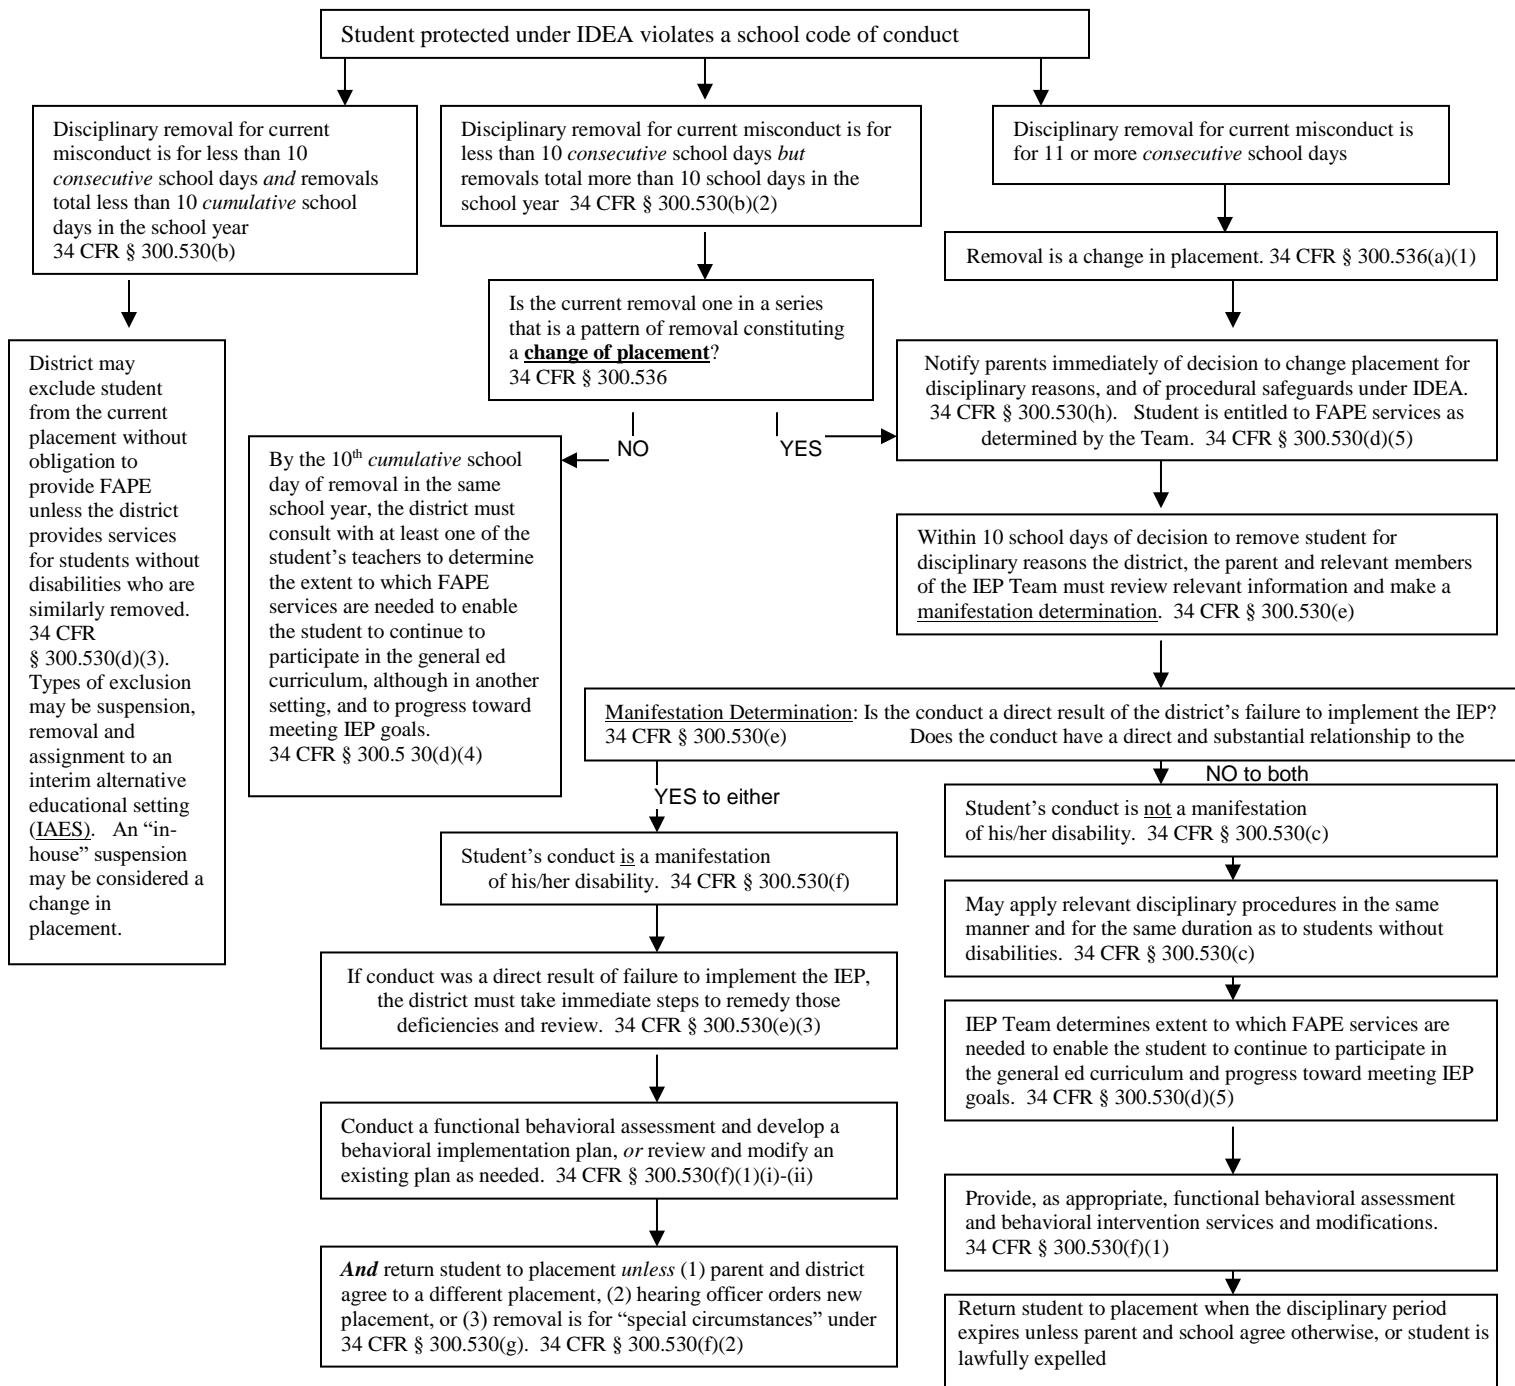 Student protected under IDEA violates a school code of conduct
Disciplinary removal for current
misconduct is for less than 10
consecutive school days and removals
total less than 10 cumulative school
days in the school year
34 CFR § 300.530(b)
Disciplinary removal for current misconduct is for
less than 10 consecutive school days but
removals total more than 10 school days in the
school year 34 CFR § 300.530(b)(2)
Disciplinary removal for current misconduct is
for 11 or more consecutive school days
Removal is a change in placement. 34 CFR § 300.536(a)(1)
Is the current removal one in a series
that is a pattern of removal constituting
a change of placement?
34 CFR § 300.536
District may
exclude student
from the current
placement without
obligation to
provide FAPE
unless the district
provides services
for students without
disabilities who are
similarly removed.
34 CFR
§ 300.530(d)(3).
Types of exclusion
may be suspension,
removal and
assignment to an
interim alternative
educational setting
(IAES). An “in-
house” suspension
may be considered a
change in
placement.
Notify parents immediately of decision to change placement for
disciplinary reasons, and of procedural safeguards under IDEA.
34 CFR § 300.530(h). Student is entitled to FAPE services as
determined by the Team. 34 CFR § 300.530(d)(5)
NO
YES
By the 10th cumulative school
day of removal in the same
school year, the district must
consult with at least one of the
student’s teachers to determine
the extent to which FAPE
services are needed to enable
the student to continue to
participate in the general ed
curriculum, although in another
setting, and to progress toward
meeting IEP goals.
34 CFR § 300.5 30(d)(4)
Within 10 school days of decision to remove student for
disciplinary reasons the district, the parent and relevant members
of the IEP Team must review relevant information and make a
manifestation determination. 34 CFR § 300.530(e)
Manifestation Determination: Is the conduct a direct result of the district’s failure to implement the IEP?
34 CFR § 300.530(e) Does the conduct have a direct and substantial relationship to the
YES to either
NO to both
Student’s conduct is a manifestation
of his/her disability. 34 CFR § 300.530(f)
If conduct was a direct result of failure to implement the IEP,
the district must take immediate steps to remedy those
deficiencies and review. 34 CFR § 300.530(e)(3)
Conduct a functional behavioral assessment and develop a
behavioral implementation plan, or review and modify an
existing plan as needed. 34 CFR § 300.530(f)(1)(i)-(ii)
And return student to placement unless (1) parent and district
agree to a different placement, (2) hearing officer orders new
placement, or (3) removal is for “special circumstances” under
34 CFR § 300.530(g). 34 CFR § 300.530(f)(2)
Student’s conduct is not a manifestation
of his/her disability. 34 CFR § 300.530(c)
May apply relevant disciplinary procedures in the same
manner and for the same duration as to students without
disabilities. 34 CFR § 300.530(c)
IEP Team determines extent to which FAPE services are
needed to enable the student to continue to participate in
the general ed curriculum and progress toward meeting IEP
goals. 34 CFR § 300.530(d)(5)
Provide, as appropriate, functional behavioral assessment
and behavioral intervention services and modifications.
34 CFR § 300.530(f)(1)
Return student to placement when the disciplinary period
expires unless parent and school agree otherwise, or student is
lawfully expelled